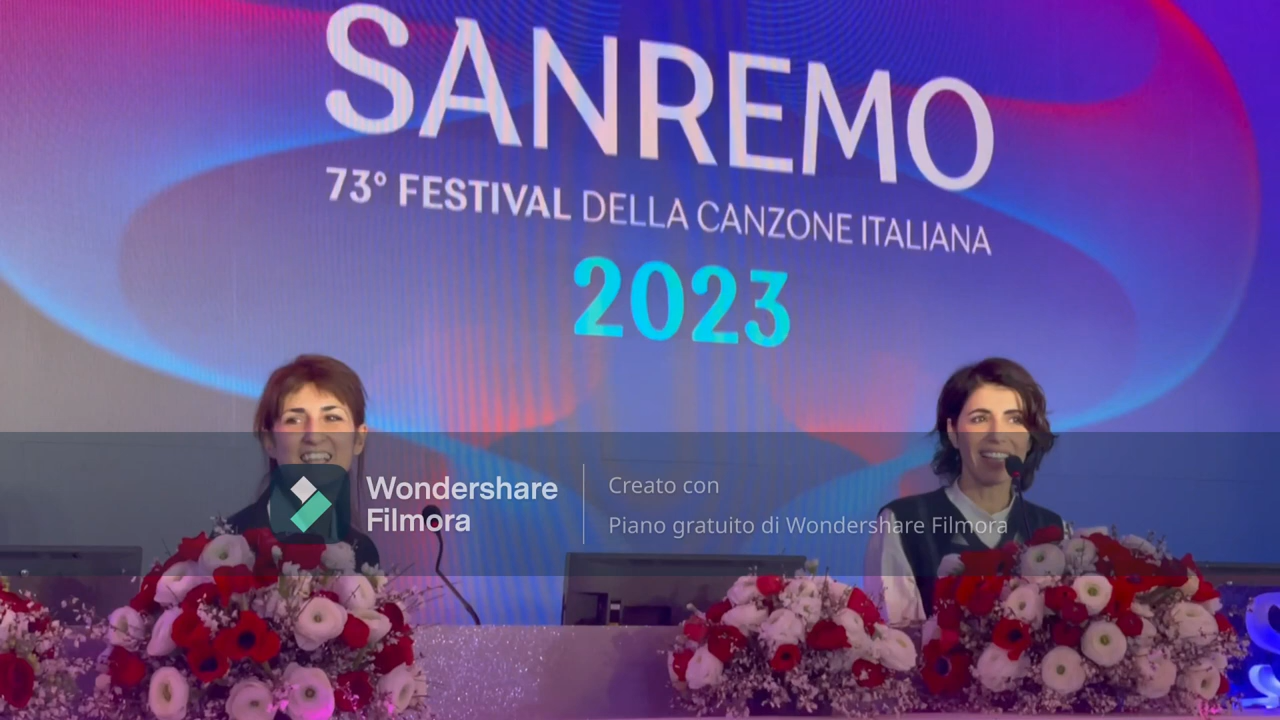 SANREMO
73° FESTIVAL DELLA CANZONE ITALIANA
2023
Wondershare
Filmora
Creato con
Piano gratuito di Wondershare Filmora